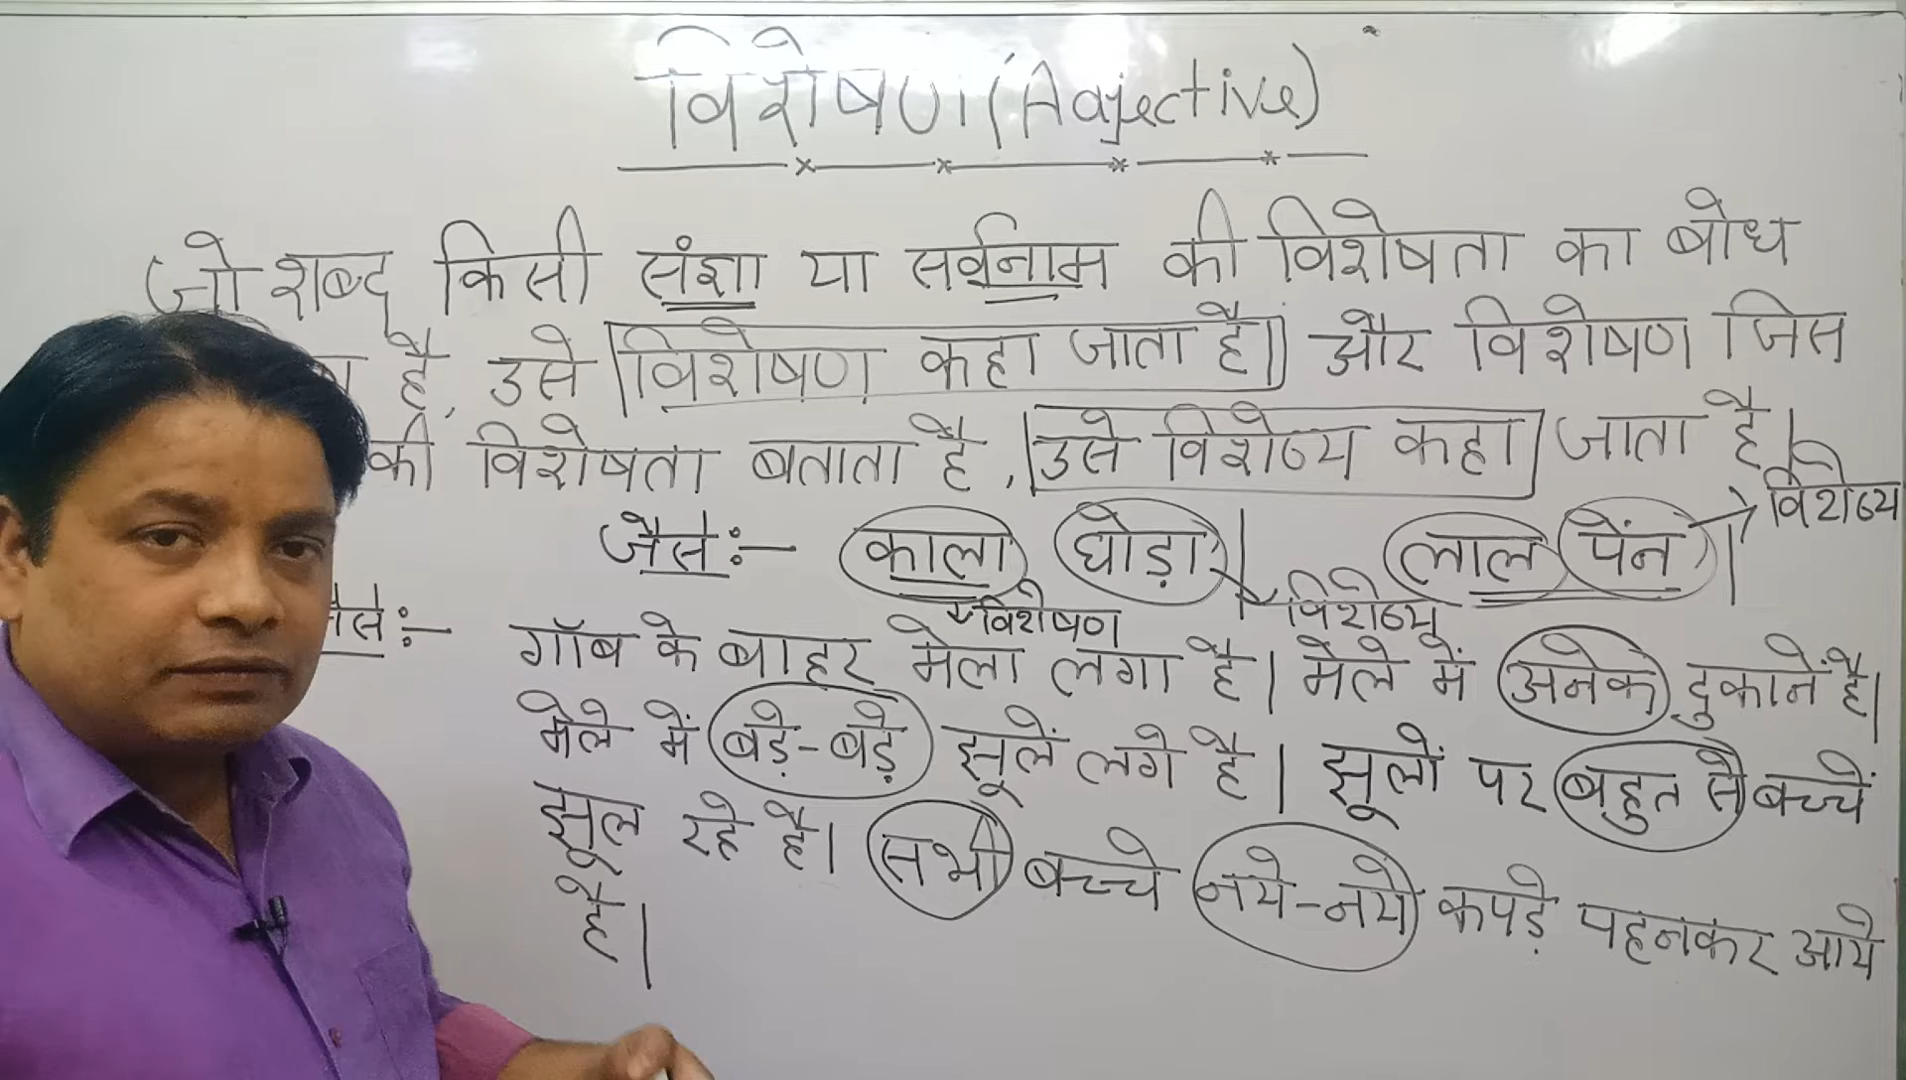 विशेषण (Adjective)
जो शब्द किसी संज्ञा या सर्वनाम की विशेषता का बोध
है, उसे विशेषण कहा जाता है। और विशेषण जिस
की विशेषता बताता है, उसे विशेष्य कहा जाता है।
विशेष्य
जैसे:- काला घोड़ा। लाल पेंन।
विशेषण विशेष्य
गॉंव के बाहर मेला लगा है। मेले में अनेक दुकानें है।
मेले में बड़े-बड़े झूलें लगे है। झूलों पर बहुत से बच्चें
झूल रहे है। सभी बच्चे नये-नये कपड़े पहनकर आये
है।